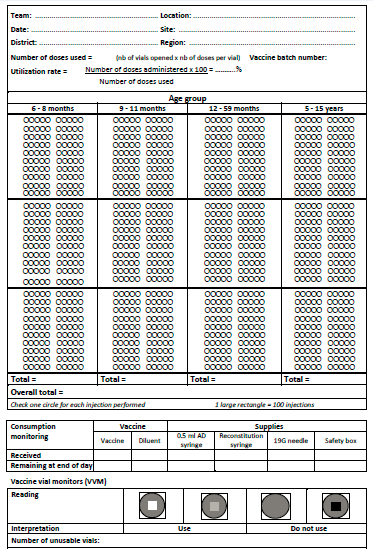 Team: Location:
Date: Site:
District: Region:
Number of doses used = (nb of vials opened x nb of doses per vial) Vaccine batch number:
Utilization rate = Number of doses administered x 100 = ..........%
Number of doses used
Age group
6 - 8 months 9 - 11 months 12 - 59 months 5 - 15 years
Total = Total = Total = Total =
Overall total =
Check one circle for each injection performed 1 large rectangle = 100 injections
Consumption monitoring Vaccine Supplies
Vaccine Diluent 0.5 ml AD syringe Reconstitution syringe 19G needle Safety box
Received
Remaining at end of day
Vaccine vial monitors (VVM)
Reading
Interpretation Use Do not use
Number of unusable vials: